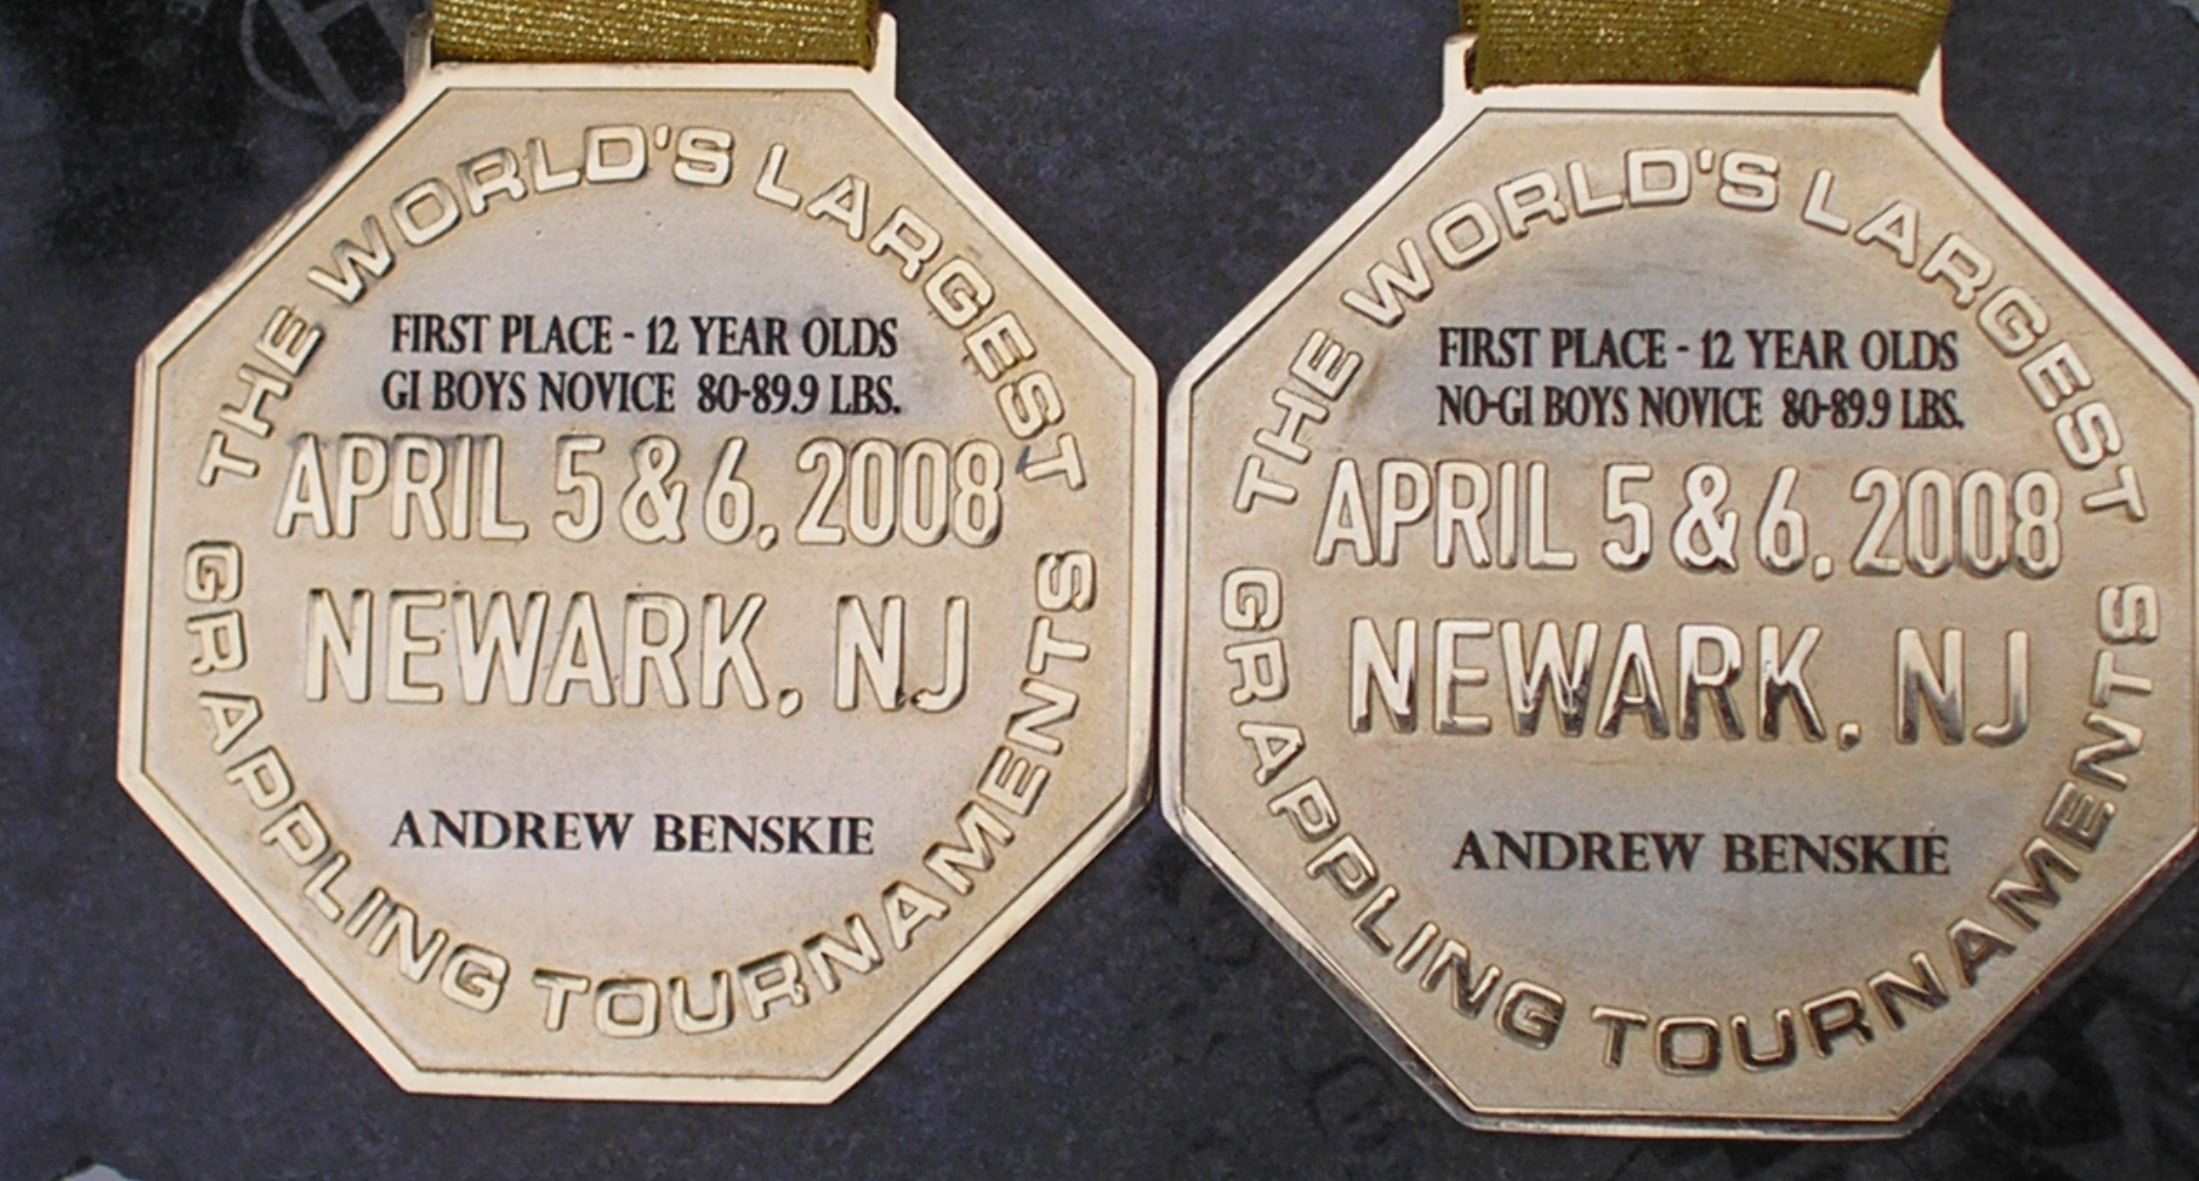 THE WORLD'S LARGEST
FIRST PLACE - 12 YEAR OLDS
GI BOYS NOVICE 80-89.9 LBS.
APRIL 5 & 6, 2008
NEWARK, NJ
ANDREW BENSKIE
GRAPPLING TOURNAMENTS
THE WORLD'S LARGEST
FIRST PLACE - 12 YEAR OLDS
NO-GI BOYS NOVICE 80-89.9 LBS.
APRIL 5 & 6, 2008
NEWARK, NJ
ANDREW BENSKIE
GRAPPLING TOURNAMENTS